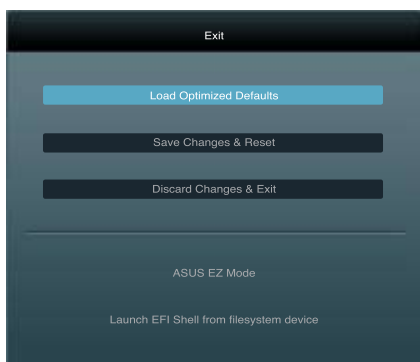 Exit
Load Optimized Defaults
Save Changes & Reset
Discard Changes & Exit
ASUS EZ Mode
Launch EFI Shell from filesystem device